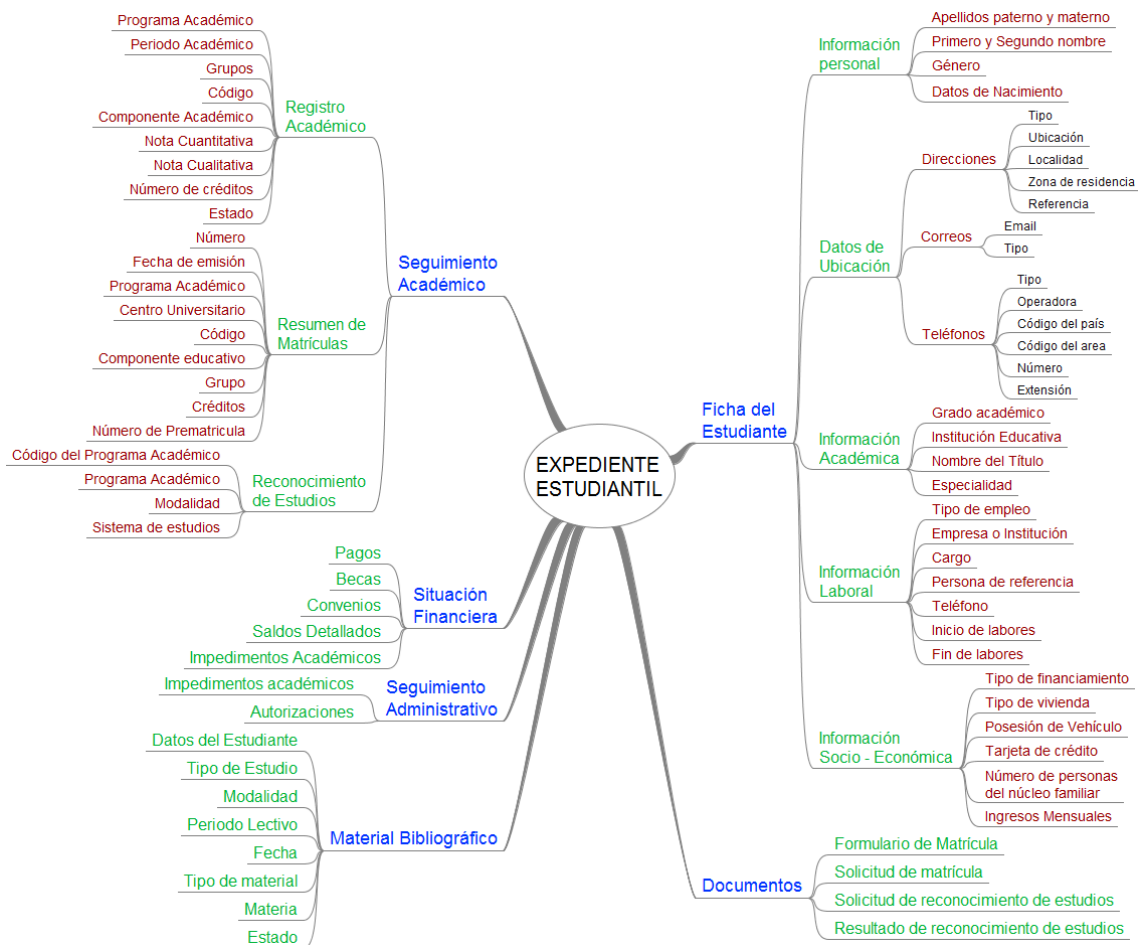 EXPEDIENTE
ESTUDIANTIL
Seguimiento
Académico
Registro
Académico
Programa Académico
Periodo Académico
Grupos
Código
Componente Académico
Nota Cuantitativa
Nota Cualitativa
Número de créditos
Estado
Resumen de
Matrículas
Número
Fecha de emisión
Programa Académico
Centro Universitario
Código
Componente educativo
Grupo
Créditos
Número de Prematricula
Reconocimiento
de Estudios
Código del Programa Académico
Programa Académico
Modalidad
Sistema de estudios
Situación
Financiera
Pagos
Becas
Convenios
Saldos Detallados
Impedimentos Académicos
Seguimiento
Administrativo
Impedimentos académicos
Autorizaciones
Material Bibliográfico
Datos del Estudiante
Tipo de Estudio
Modalidad
Periodo Lectivo
Fecha
Tipo de material
Materia
Estado
Ficha del
Estudiante
Información
personal
Apellidos paterno y materno
Primero y Segundo nombre
Género
Datos de Nacimiento
Datos de
Ubicación
Direcciones
Tipo
Ubicación
Localidad
Zona de residencia
Referencia
Correos
Email
Tipo
Teléfonos
Tipo
Operadora
Código del país
Código del area
Número
Extensión
Información
Académica
Grado académico
Institución Educativa
Nombre del Título
Especialidad
Información
Laboral
Tipo de empleo
Empresa o Institución
Cargo
Persona de referencia
Teléfono
Inicio de labores
Fin de labores
Información
Socio - Económica
Tipo de financiamiento
Tipo de vivienda
Posesión de Vehículo
Tarjeta de crédito
Número de personas
del núcleo familiar
Ingresos Mensuales
Documentos
Formulario de Matrícula
Solicitud de matrícula
Solicitud de reconocimiento de estudios
Resultado de reconocimiento de estudios